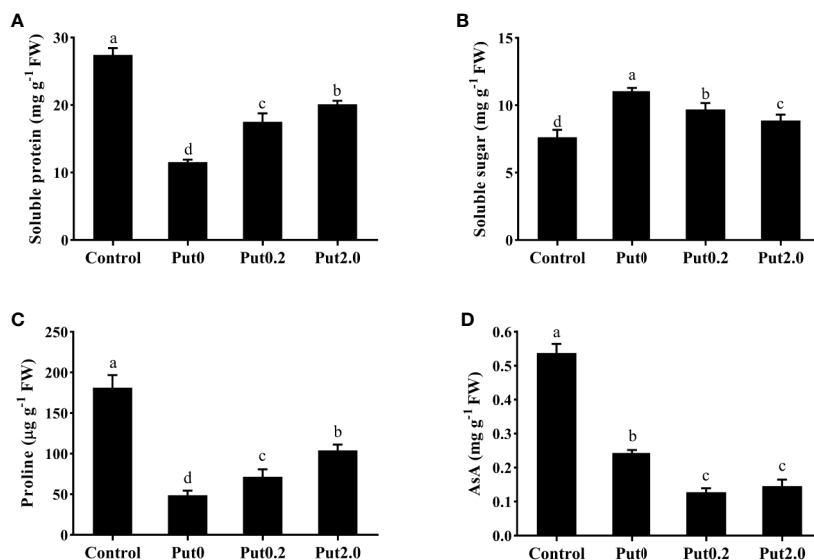 A
Soluble protein (mg g⁻¹ FW)
30
20
10
0
a
d
c
b
Control Put0 Put0.2 Put2.0
B
Soluble sugar (mg g⁻¹ FW)
15
10
5
0
d
a
b
c
Control Put0 Put0.2 Put2.0
C
Proline (µg g⁻¹ FW)
250
200
150
100
50
0
a
d
c
b
Control Put0 Put0.2 Put2.0
D
AsA (mg g⁻¹ FW)
0.6
0.5
0.4
0.3
0.2
0.1
0.0
a
b
c
c
Control Put0 Put0.2 Put2.0